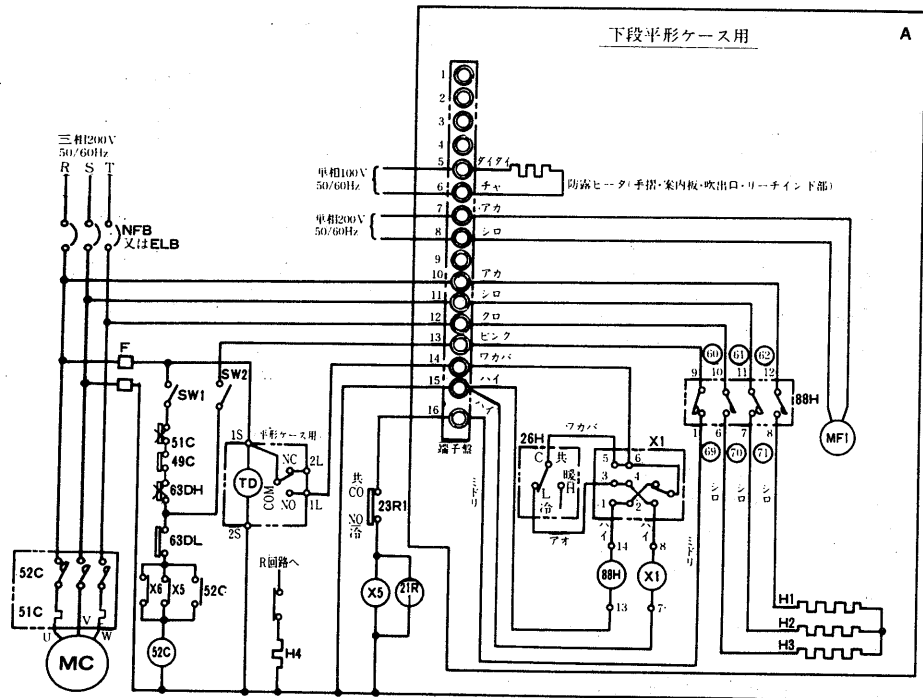 下段平形ケース用
A
三相200V
50/60Hz
R S T
NFB
又はELB
単相100V
50/60Hz
単相200V
50/60Hz
1
2
3
4
5 ダイダイ
6 チャ
防露ヒータ(手摺・案内板・吹出口・リーチインド部)
7 アカ
8 シロ
9
10 アカ
11 シロ
12 クロ
13 ピンク
14 ワカバ
15 ハイ
16
端子盤
ミドリ
F
SW1
SW2
51C
49C
63DH
63DL
X6 X5 52C
52C
52C
51C
U V W
MC
1S 平形ケース用
NC 2L
TD
COM
NO 1L
2S
R回路へ
H4
共
CO
NO
冷
23R1
X5
21R
1
ワカバ
26H
C 共
暖
H
L
冷
アオ
X1
5 6
3 4
1 2
ハイ
ハイ
14
8
88H
X1
13
7
ミドリ
60 61 62
9 10 11 12
88H
1 6 7 8
69 70 71
シロ シロ シロ
MF1
H1
H2
H3